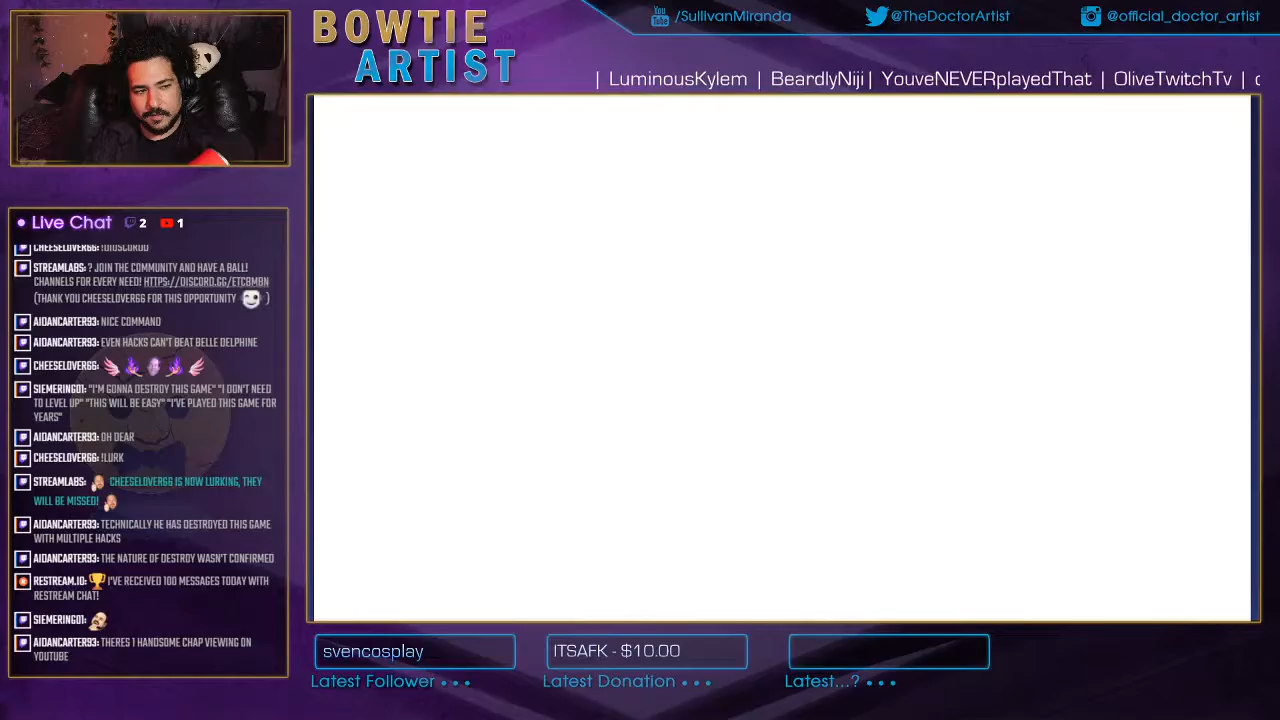 BOWTIE
ARTIST
You Tube /SullivanMiranda
@TheDoctorArtist
@official_doctor_artist
| LuminousKylem | BeardlyNiji | YouveNEVERplayedThat | OliveTwitchTv |
Live Chat 2 1
STREAMLABS: ? JOIN THE COMMUNITY AND HAVE A BALL!
CHANNELS FOR EVERY NEED! HTTPS://DISCORD.GG/ETC8MBN
(THANK YOU CHEESELOVER66 FOR THIS OPPORTUNITY )
AIDANCARTER93: NICE COMMAND
AIDANCARTER93: EVEN HACKS CAN'T BEAT BELLE DELPHINE
CHEESELOVER66:
SIEMERING01: "I'M GONNA DESTROY THIS GAME" "I DON'T NEED
TO LEVEL UP" "THIS WILL BE EASY" "I'VE PLAYED THIS GAME FOR
YEARS"
AIDANCARTER93: OH DEAR
CHEESELOVER66: !LURK
STREAMLABS: CHEESELOVER66 IS NOW LURKING, THEY
WILL BE MISSED!
AIDANCARTER93: TECHNICALLY HE HAS DESTROYED THIS GAME
WITH MULTIPLE HACKS
AIDANCARTER93: THE NATURE OF DESTROY WASN'T CONFIRMED
RESTREAM.IO: I'VE RECEIVED 100 MESSAGES TODAY WITH
RESTREAM CHAT!
SIEMERING01:
AIDANCARTER93: THERES 1 HANDSOME CHAP VIEWING ON
YOUTUBE
svencosplay
Latest Follower
ITSAFK - $10.00
Latest Donation
Latest...?